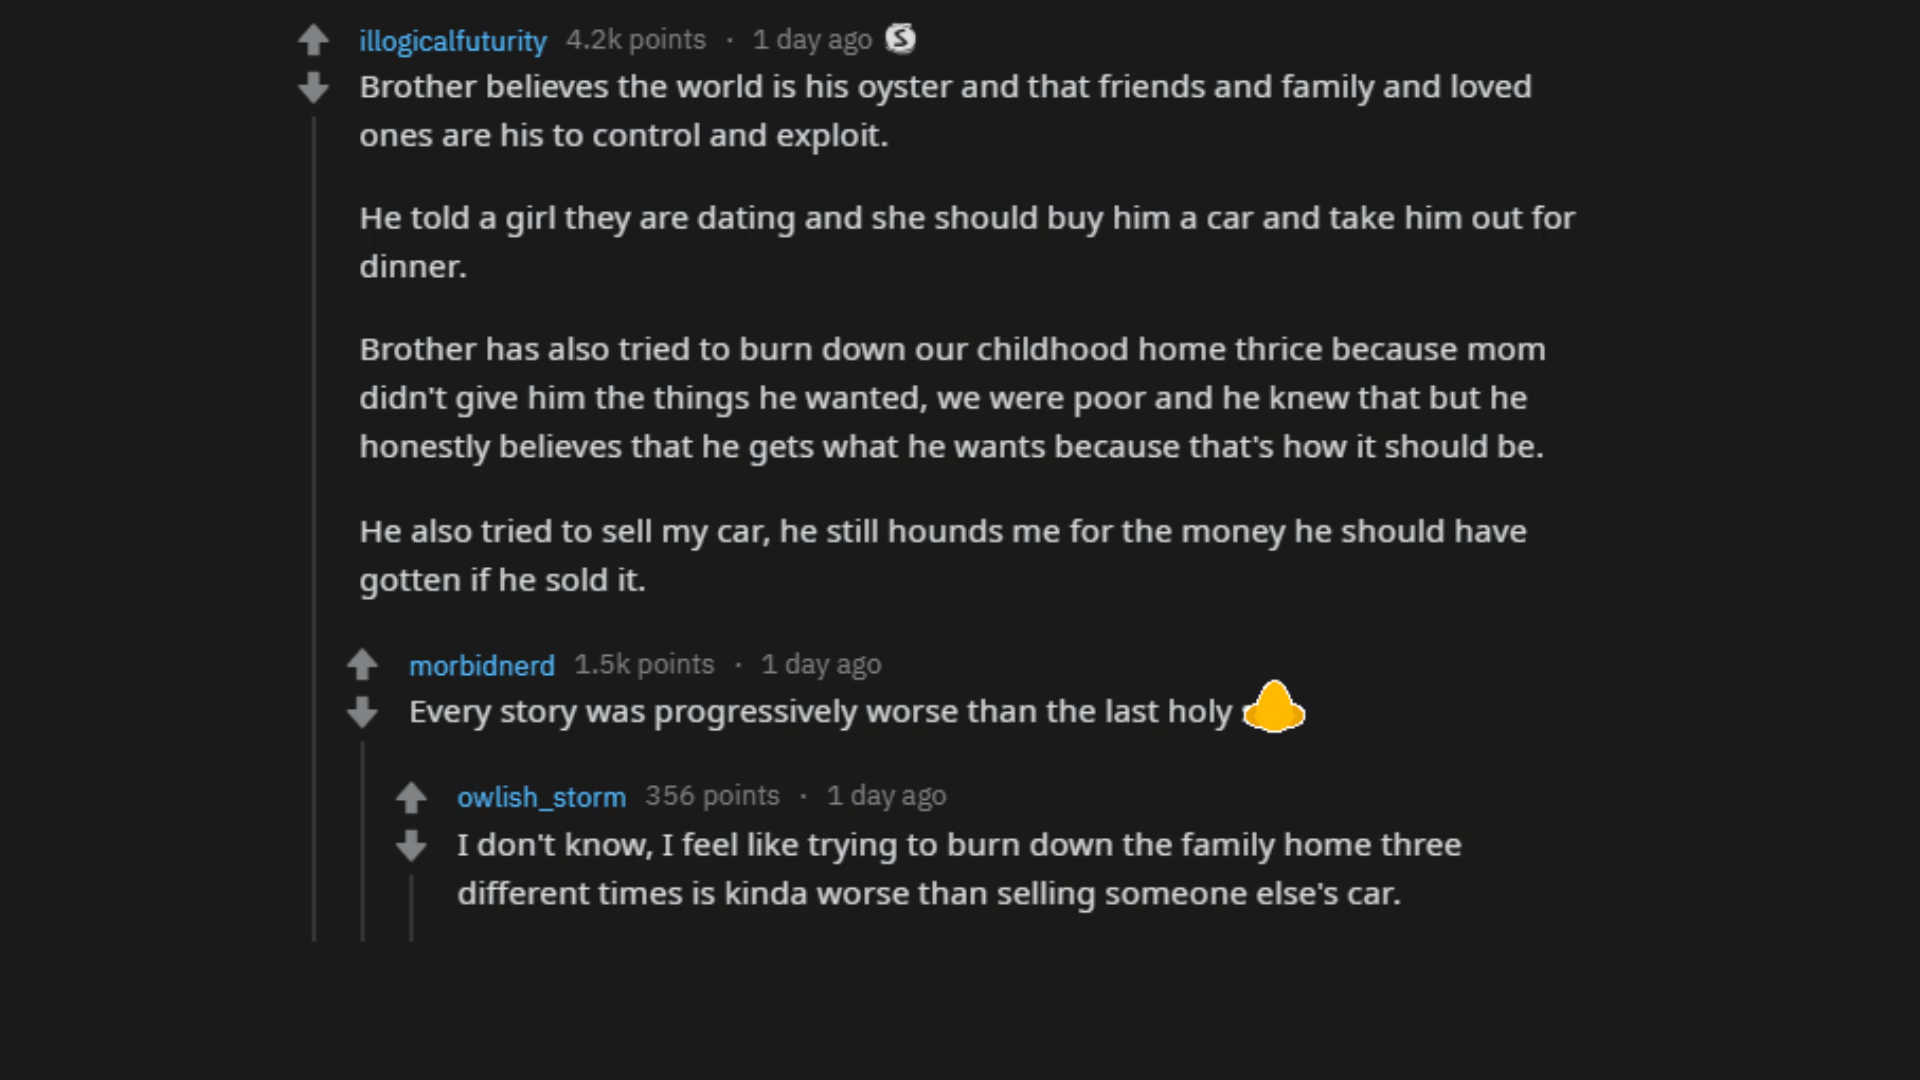 illogicalfuturity 4.2k points · 1 day ago S
Brother believes the world is his oyster and that friends and family and loved
ones are his to control and exploit.
He told a girl they are dating and she should buy him a car and take him out for
dinner.
Brother has also tried to burn down our childhood home thrice because mom
didn't give him the things he wanted, we were poor and he knew that but he
honestly believes that he gets what he wants because that's how it should be.
He also tried to sell my car, he still hounds me for the money he should have
gotten if he sold it.
morbidnerd 1.5k points · 1 day ago
Every story was progressively worse than the last holy
owlish_storm 356 points · 1 day ago
I don't know, I feel like trying to burn down the family home three
different times is kinda worse than selling someone else's car.